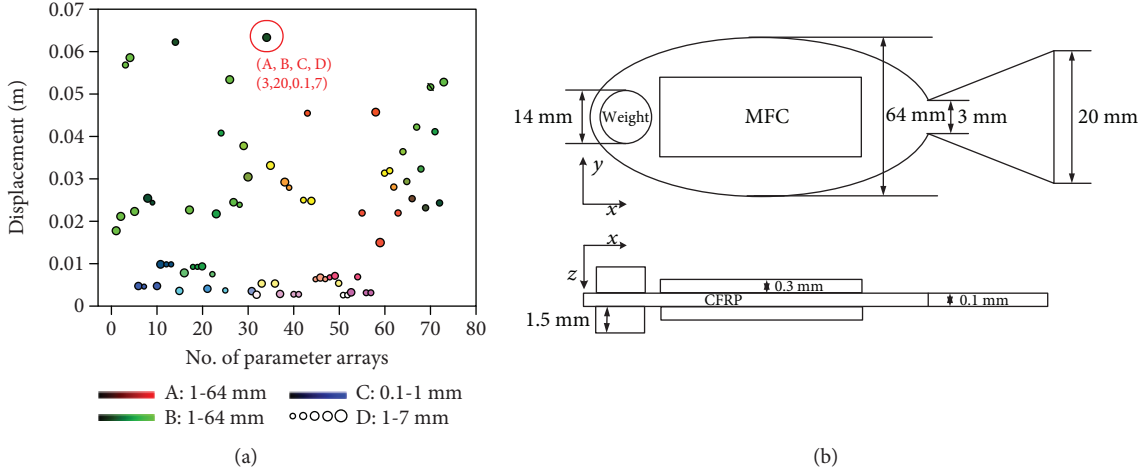 0.07
0.06
0.05
0.04
0.03
0.02
0.01
0
Displacement (m)
(A, B, C, D)
(3,20,0.1,7)
0 10 20 30 40 50 60 70 80
No. of parameter arrays
A: 1-64 mm
C: 0.1-1 mm
B: 1-64 mm
D: 1-7 mm
(a)
14 mm
Weight
MFC
64 mm
3 mm
20 mm
y
x
x
z
0.3 mm
CFRP
0.1 mm
1.5 mm
(b)